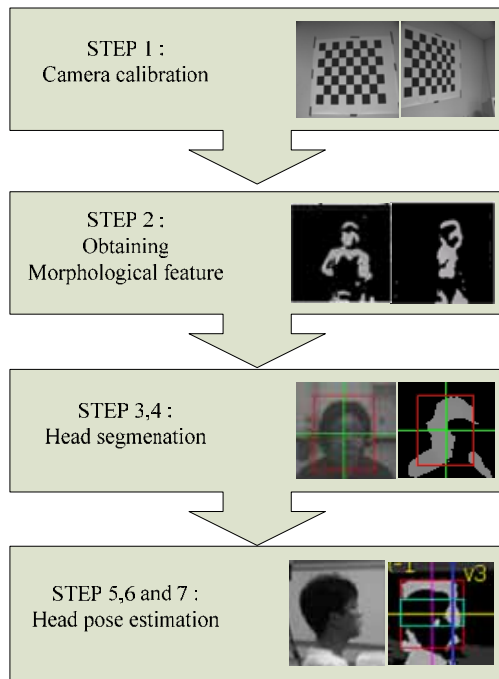 STEP 1 :
Camera calibration
STEP 2 :
Obtaining
Morphological feature
STEP 3,4 :
Head segmenation
STEP 5,6 and 7 :
Head pose estimation
(-1
v3